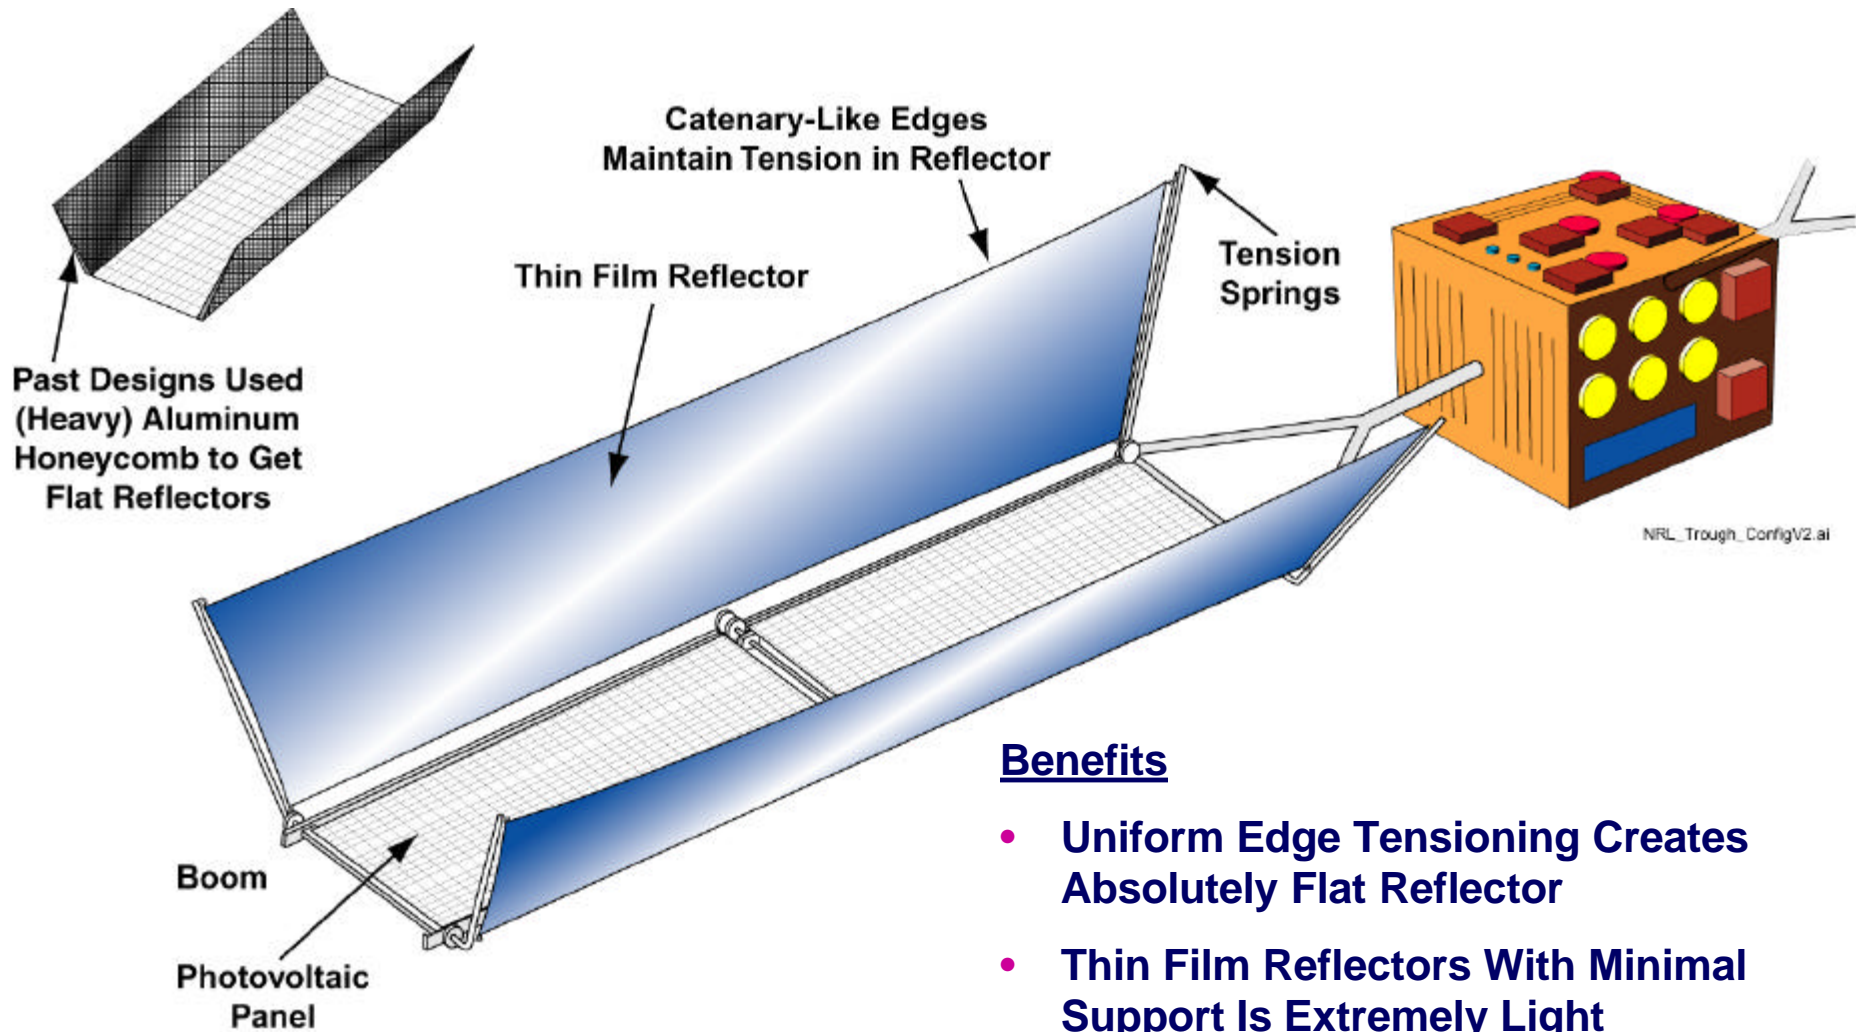 Catenary-Like Edges
Maintain Tension in Reflector
Thin Film Reflector
Tension
Springs
Past Designs Used
(Heavy) Aluminum
Honeycomb to Get
Flat Reflectors
NRL_Trough_ConfigV2.ai
Boom
Photovoltaic
Panel
Benefits
• Uniform Edge Tensioning Creates
Absolutely Flat Reflector
• Thin Film Reflectors With Minimal
Support Is Extremely Light